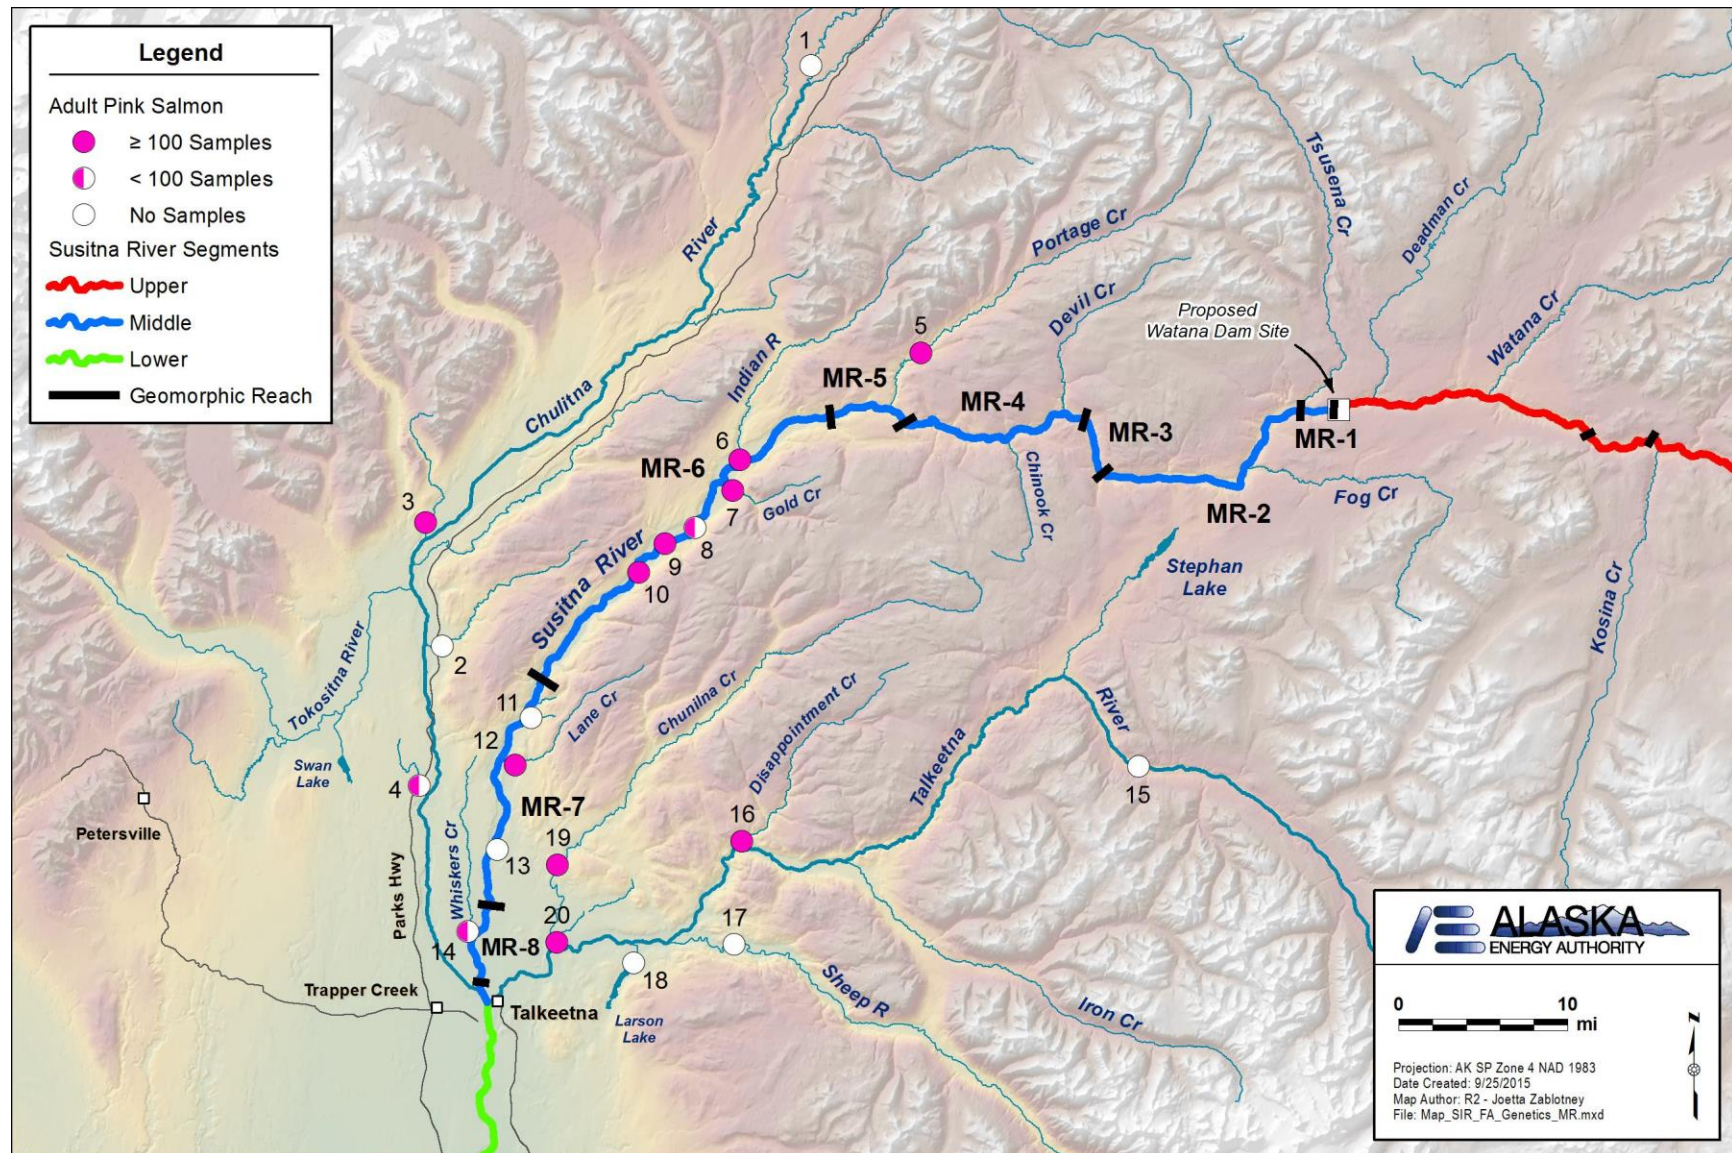 Legend
Adult Pink Salmon
≥ 100 Samples
< 100 Samples
No Samples
Susitna River Segments
Upper
Middle
Lower
Geomorphic Reach
1
River
Chulitna
Tsusena Cr
Deadman Cr
Portage Cr
Devil Cr
Proposed
Watana Dam Site
Watana Cr
5
Indian R
MR-5
MR-4
MR-3
MR-1
6
MR-6
7
Gold Cr
Chinook Cr
MR-2
Fog Cr
3
8
9
10
Susitna River
Stephan
Lake
Kosina Cr
2
Tokositna River
11
Lane Cr
Chunilna Cr
Disappointment Cr
River
12
Swan
Lake
4
MR-7
Talkeetna
15
Petersville
16
19
13
Whiskers Cr
Parks Hwy
20
17
14
MR-8
18
Sheep R
Iron Cr
Trapper Creek
Talkeetna
Larson
Lake
ALASKA
ENERGY AUTHORITY
0 10
mi
N
Projection: AK SP Zone 4 NAD 1983
Date Created: 9/25/2015
Map Author: R2 - Joetta Zablotney
File: Map_SIR_FA_Genetics_MR.mxd